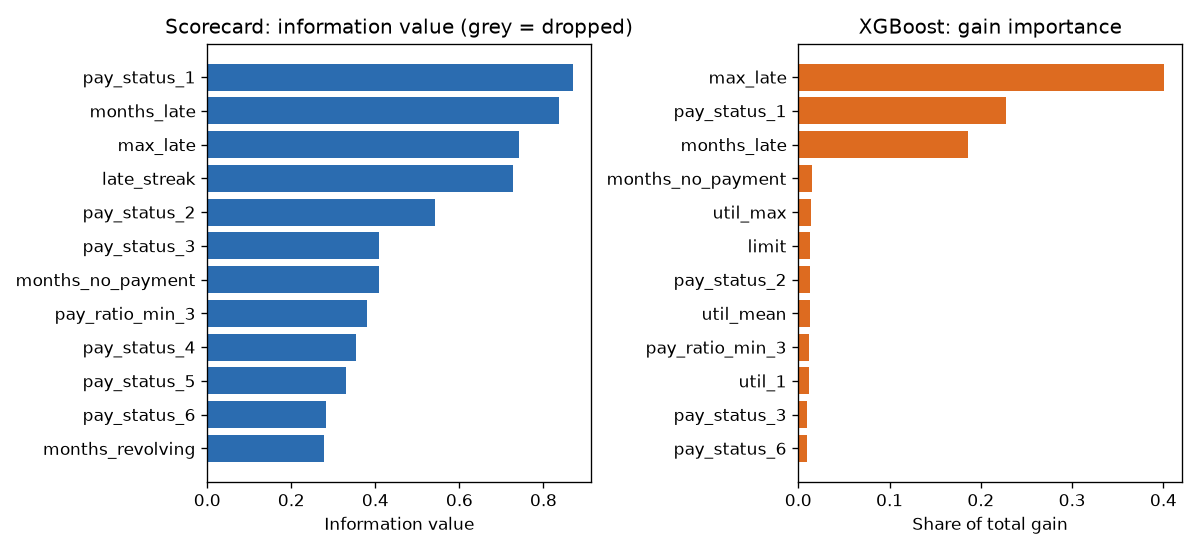 Scorecard: information value (grey = dropped)
pay_status_1
months_late
max_late
late_streak
pay_status_2
pay_status_3
months_no_payment
pay_ratio_min_3
pay_status_4
pay_status_5
pay_status_6
months_revolving
0.0 0.2 0.4 0.6 0.8
Information value
XGBoost: gain importance
max_late
pay_status_1
months_late
months_no_payment
util_max
limit
pay_status_2
util_mean
pay_ratio_min_3
util_1
pay_status_3
pay_status_6
0.0 0.1 0.2 0.3 0.4
Share of total gain